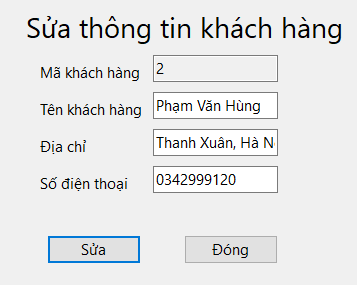 Sửa thông tin khách hàng
Mã khách hàng 2
Tên khách hàng Phạm Văn Hùng
Địa chỉ Thanh Xuân, Hà
Số điện thoại 0342999120
Sửa Đóng